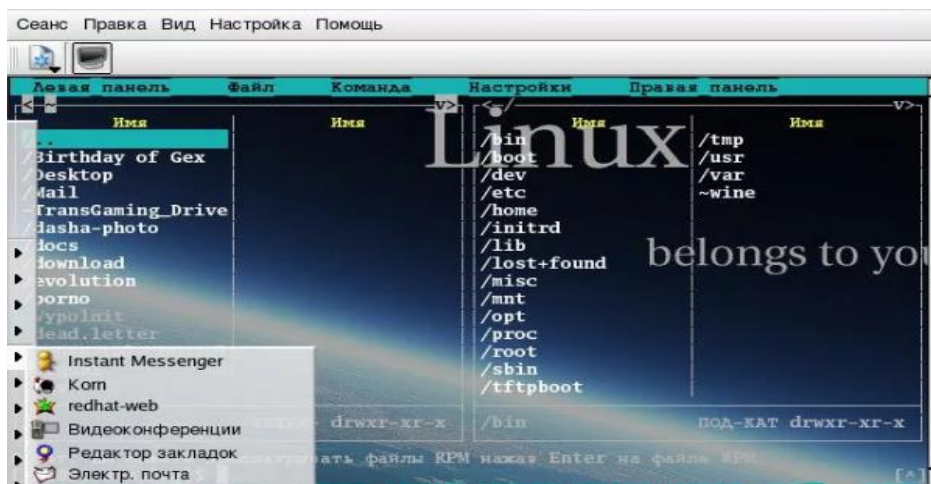 Сеанс Правка Вид Настройка Помощь
Левая панель Файл Команда Настройки Правая панель
< ~ v> < / v>
Имя Имя Имя Имя
Linux
/..
/Birthday of Gex
/Desktop
/Mail
~TransGaming_Drive
/dasha-photo
/docs
/download
/evolution
/porno
dead.letter
/bin
/boot
/dev
/etc
/home
/initrd
/lib
/lost+found
/misc
/mnt
/opt
/proc
/root
/sbin
/tftpboot
/tmp
/usr
/var
~wine
belongs to you
Instant Messenger
Korn
redhat-web
Видеоконференции
Редактор закладок
Электр. почта
drwxr-xr-x
/bin ПОД-КАТ drwxr-xr-x
файлы RPM нажав Enter на файле RPM.
[^]